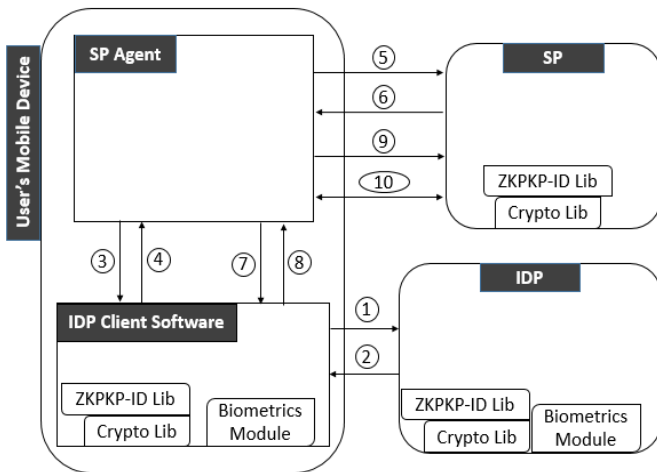 User's Mobile Device
SP Agent
5
6
9
10
SP
ZKPKP-ID Lib
Crypto Lib
3
4
7
8
IDP Client Software
ZKPKP-ID Lib
Crypto Lib
Biometrics
Module
1
2
IDP
ZKPKP-ID Lib
Crypto Lib
Biometrics
Module